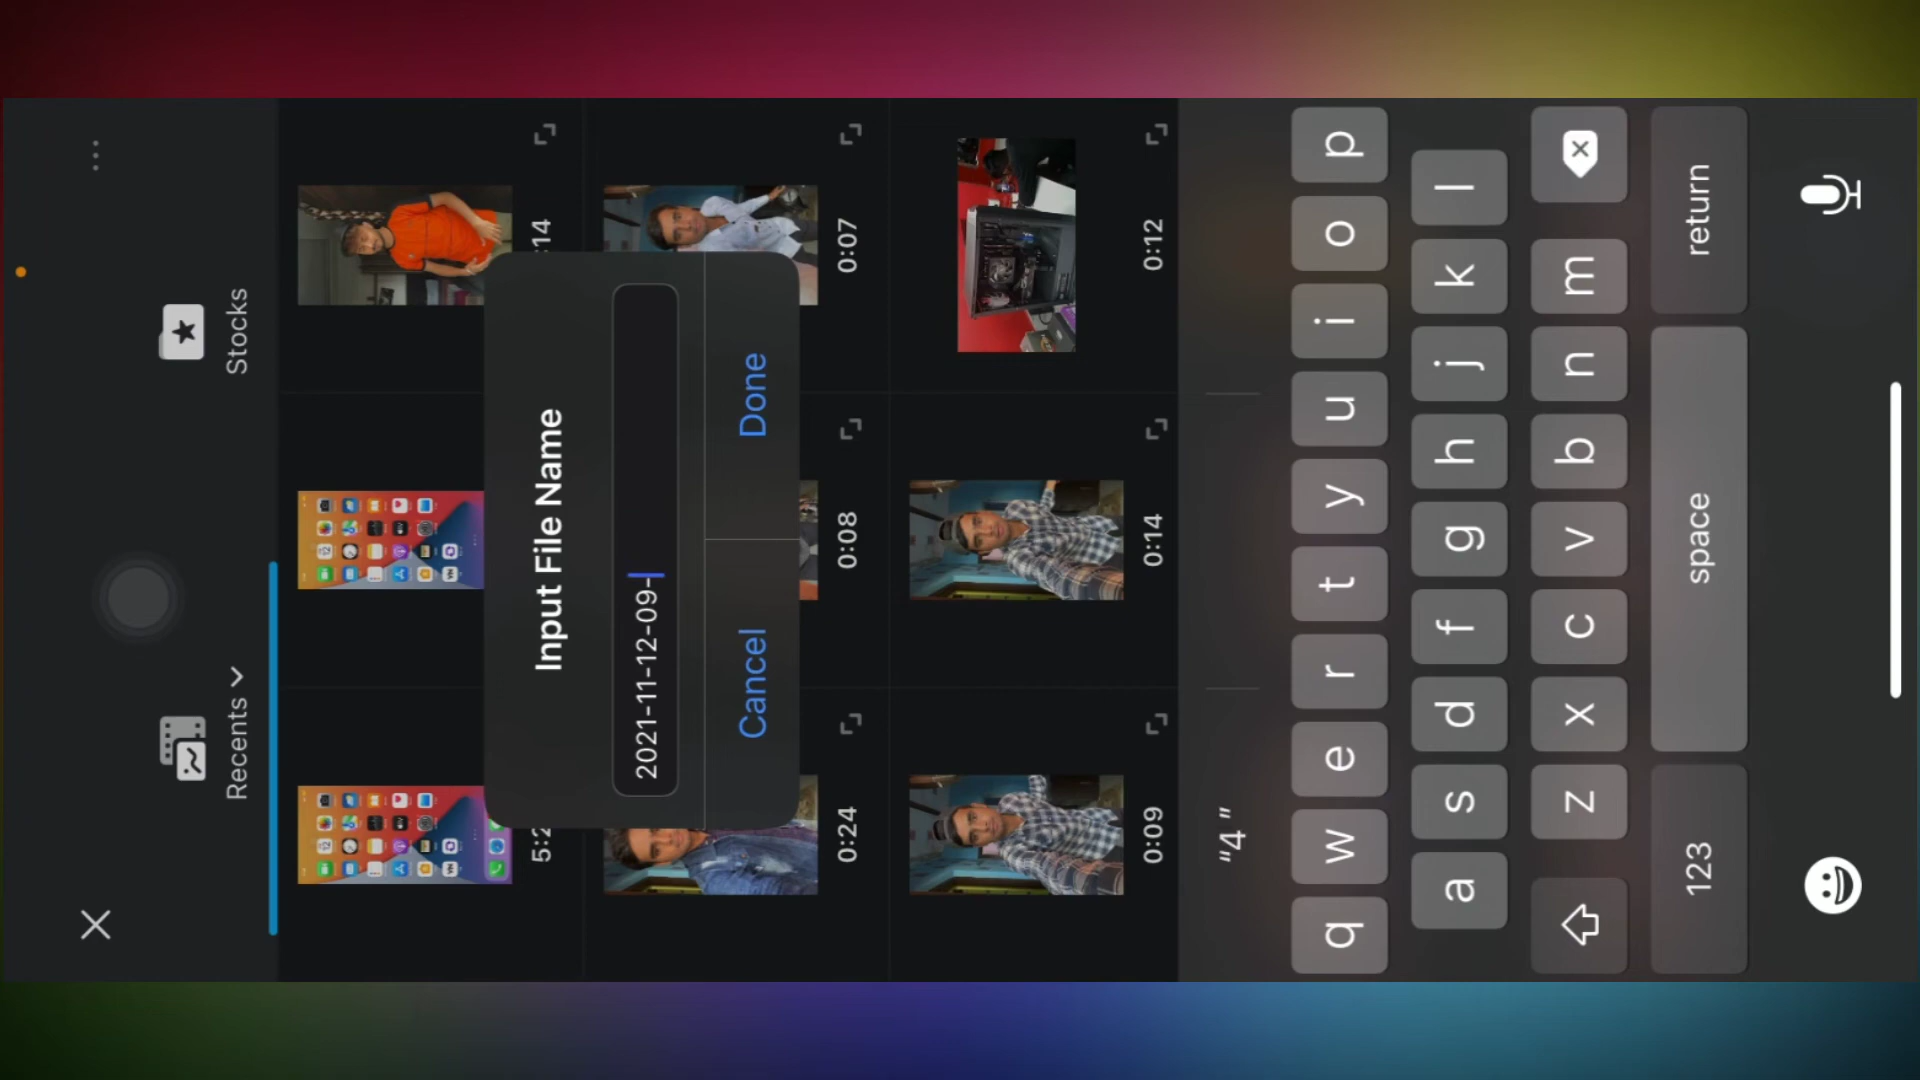 Recents
Stocks
5:2
:14
Input File Name
2021-11-12-09-
Cancel
Done
0:24
0:08
0:07
0:09
0:14
0:12
“4”
q w e r t y u i o p
a s d f g h j k l
z x c v b n m
123
space
return